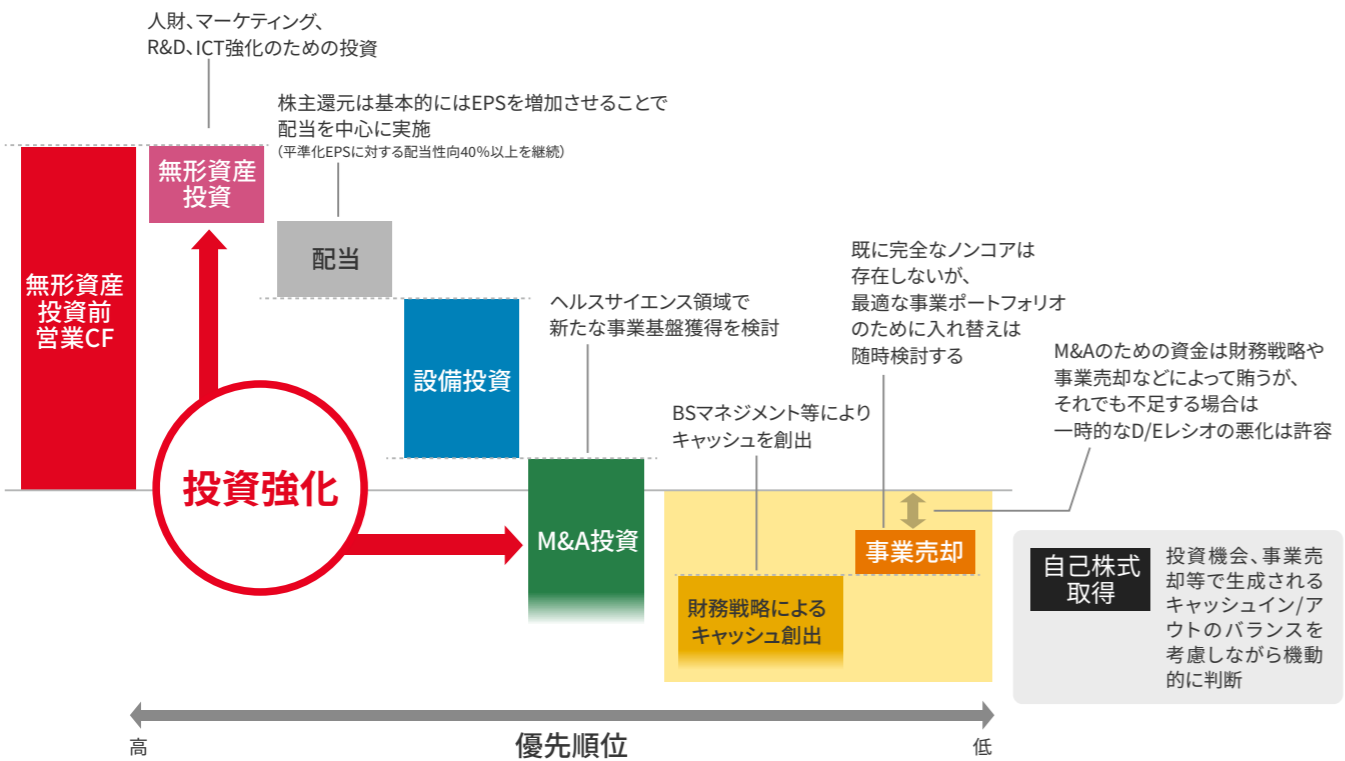 人財、マーケティング、
R&D、ICT強化のための投資
株主還元は基本的にはEPSを増加させることで
配当を中心に実施
(平準化EPSに対する配当性向40%以上を継続)
無形資産
投資
無形資産
投資前
営業CF
配当
設備投資
ヘルスサイエンス領域で
新たな事業基盤獲得を検討
既に完全なノンコアは
存在しないが、
最適な事業ポートフォリオ
のために入れ替えは
随時検討する
M&Aのための資金は財務戦略や
事業売却などによって賄うが、
それでも不足する場合は
一時的なD/Eレシオの悪化は許容
BSマネジメント等により
キャッシュを創出
投資強化
M&A投資
事業売却
財務戦略による
キャッシュ創出
自己株式
取得
投資機会、事業売
却等で生成される
キャッシュイン/ア
ウトのバランスを
考慮しながら機動
的に判断
高
優先順位
低